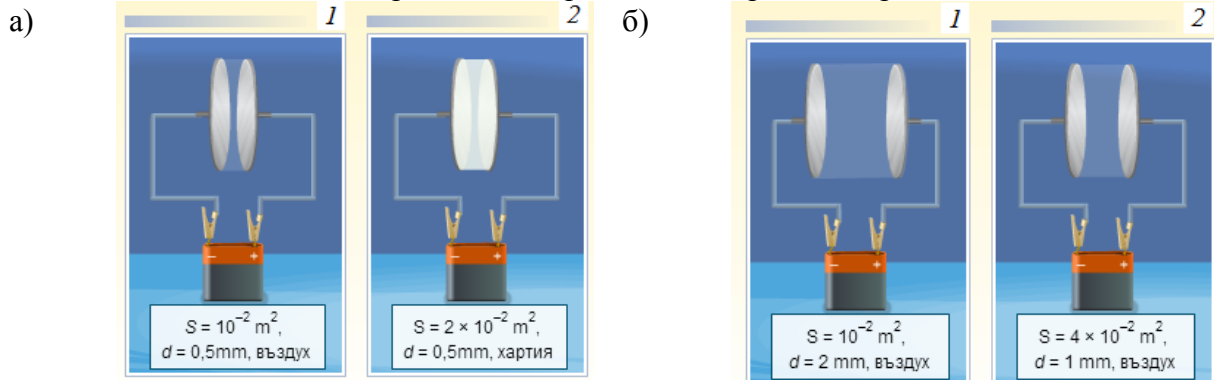 а)
1
2
S = 10⁻² m²,
d = 0,5mm, въздух
S = 2 × 10⁻² m²,
d = 0,5mm, хартия
б)
1
2
S = 10⁻² m²,
d = 2 mm, въздух
S = 4 × 10⁻² m²,
d = 1 mm, въздух